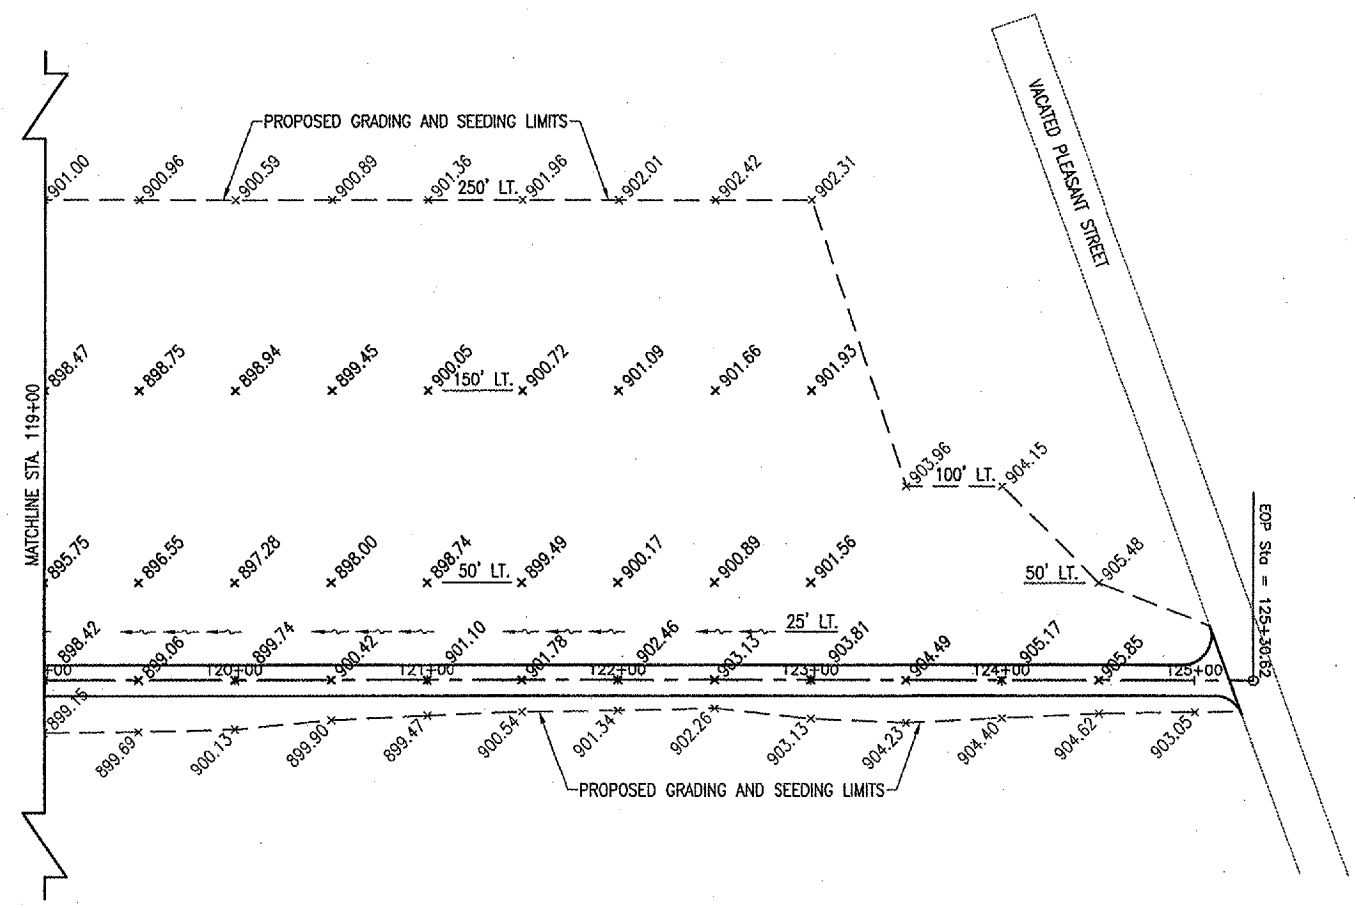 VACATED PLEASANT STREET
PROPOSED GRADING AND SEEDING LIMITS
901.00 900.96 900.59 900.89 901.36 901.96 902.01 902.42 902.31
250' LT.
898.47 898.75 898.94 899.45 900.05 900.72 901.09 901.66 901.93
150' LT.
MATCHLINE STA. 119+00
903.96 904.15
100' LT.
895.75 896.55 897.28 898.00 898.74 899.49 900.17 900.89 901.56 905.48
50' LT.
50' LT.
EOP Sta = 125+30.62
25' LT.
898.42 899.06 899.74 900.42 901.10 901.78 902.46 903.13 903.81 904.49 905.17 905.85
+00 120+00 121+00 122+00 123+00 124+00 125+00
899.15 899.69 900.13 899.90 899.47 900.54 901.34 902.26 903.13 904.23 904.40 904.62 903.05
PROPOSED GRADING AND SEEDING LIMITS